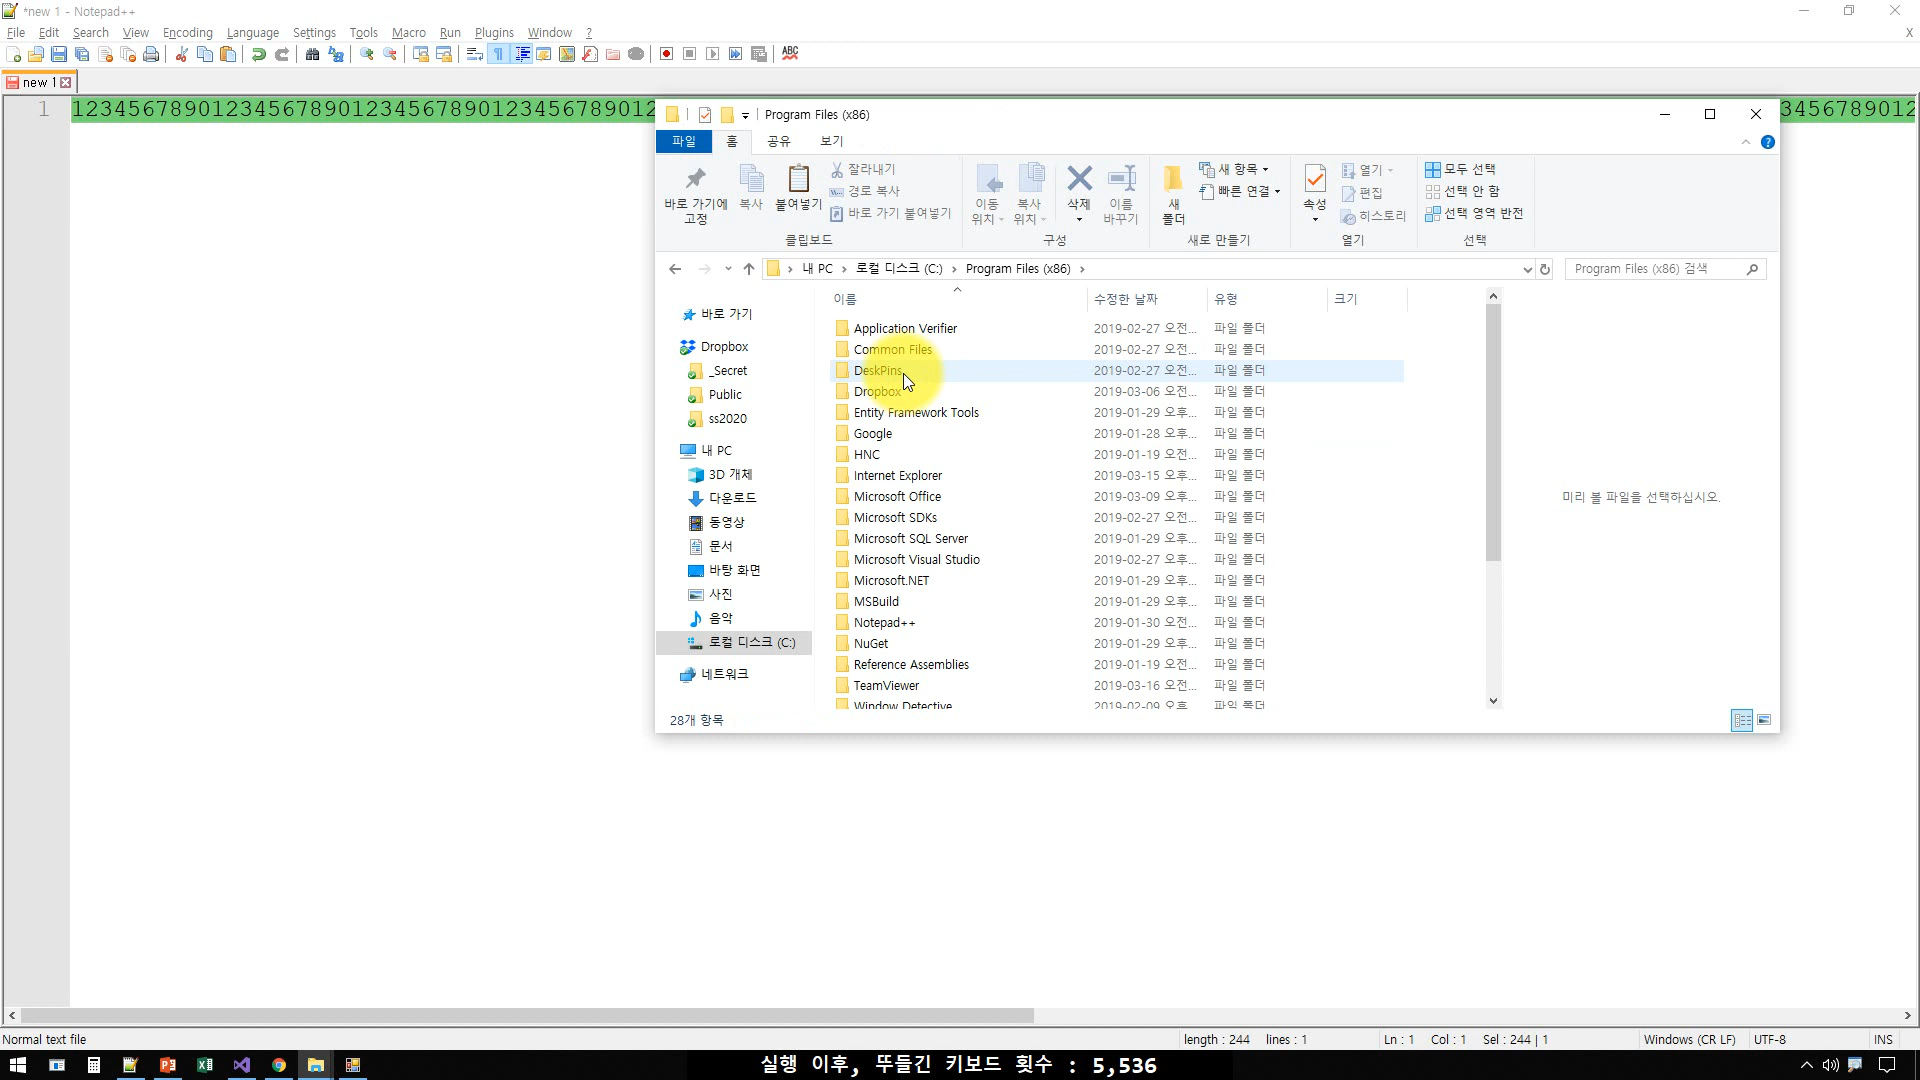 *new 1 - Notepad++
File Edit Search View Encoding Language Settings Tools Macro Run Plugins Window ? X
ABC
new 1
1 123456789012345678901234567890123456789012
345678901 2
Program Files (x86)
파일 홈 공유 보기
바로 가기에 고정
복사
붙여넣기
잘라내기
경로 복사
바로 가기 붙여넣기
클립보드
이동 위치
복사 위치
삭제
이름 바꾸기
구성
새 폴더
새 항목
빠른 연결
새로 만들기
속성
열기
편집
히스토리
열기
모두 선택
선택 안 함
선택 영역 반전
선택
내 PC › 로컬 디스크 (C:) › Program Files (x86) ›
Program Files (x86) 검색
바로 가기
Dropbox
_Secret
Public
ss2020
내 PC
3D 개체
다운로드
동영상
문서
바탕 화면
사진
음악
로컬 디스크 (C:)
네트워크
이름 수정한 날짜 유형 크기
Application Verifier 2019-02-27 오전... 파일 폴더
Common Files 2019-02-27 오전... 파일 폴더
DeskPins 2019-02-27 오전... 파일 폴더
Dropbox 2019-03-06 오전... 파일 폴더
Entity Framework Tools 2019-01-29 오후... 파일 폴더
Google 2019-01-28 오후... 파일 폴더
HNC 2019-01-19 오전... 파일 폴더
Internet Explorer 2019-03-15 오후... 파일 폴더
Microsoft Office 2019-03-09 오후... 파일 폴더
Microsoft SDKs 2019-02-27 오전... 파일 폴더
Microsoft SQL Server 2019-01-29 오후... 파일 폴더
Microsoft Visual Studio 2019-02-27 오후... 파일 폴더
Microsoft.NET 2019-01-29 오후... 파일 폴더
MSBuild 2019-01-29 오후... 파일 폴더
Notepad++ 2019-01-30 오전... 파일 폴더
NuGet 2019-01-29 오후... 파일 폴더
Reference Assemblies 2019-01-19 오전... 파일 폴더
TeamViewer 2019-03-16 오전... 파일 폴더
Window Detective 2019-02-09 오후 파일 폴더
미리 볼 파일을 선택하십시오.
28개 항목
Normal text file length : 244 lines : 1 Ln : 1 Col : 1 Sel : 244 | 1 Windows (CR LF) UTF-8 INS
실행 이후, 뚜들긴 키보드 횟수 : 5,536